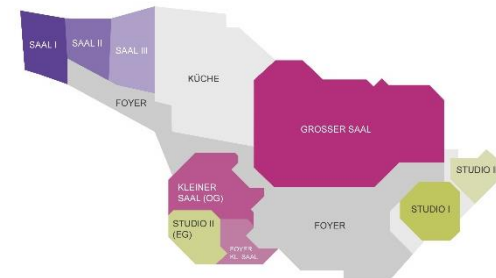 SAAL I
SAAL II
SAAL III
KÜCHE
FOYER
GROSSER SAAL
KLEINER
SAAL (OG)
STUDIO II
(EG)
FOYER
KL. SAAL
FOYER
STUDIO I
STUDIO I